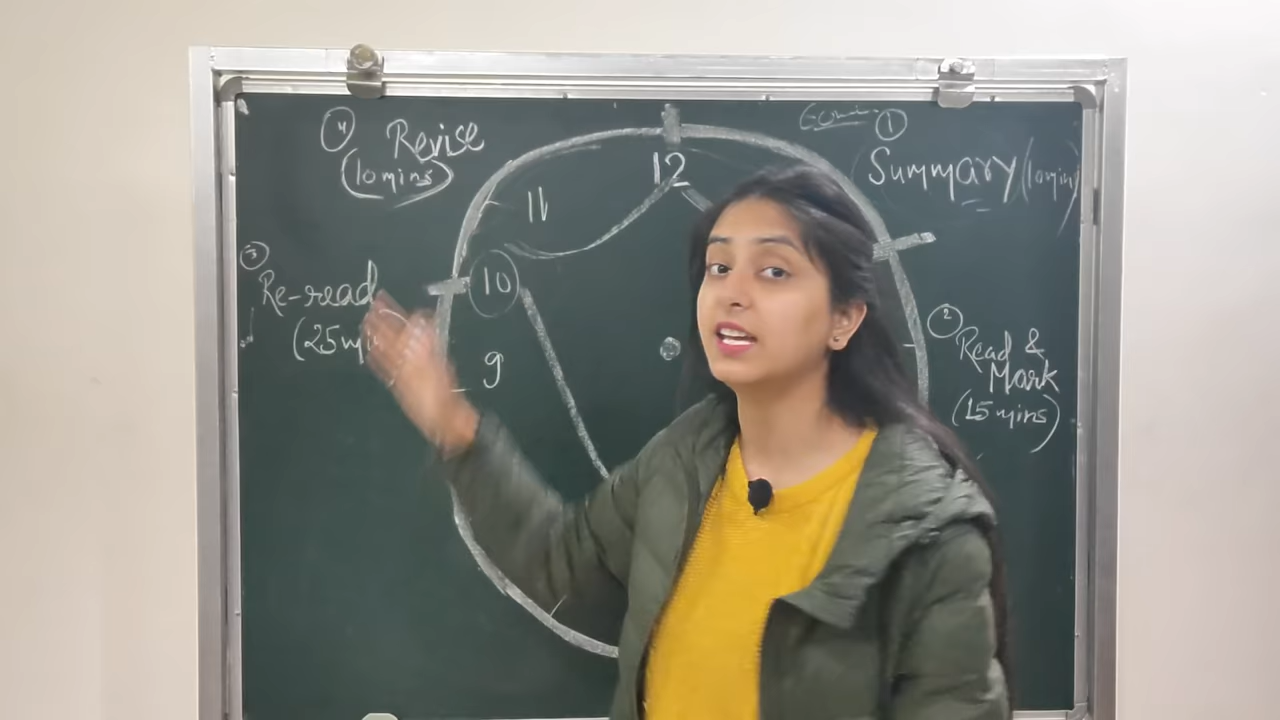 ① Summary (10 min
② Read &
Mark
(15 mins)
③ Re-read
(25 mi
④ Revise
(10 mins)
12
11
10
9